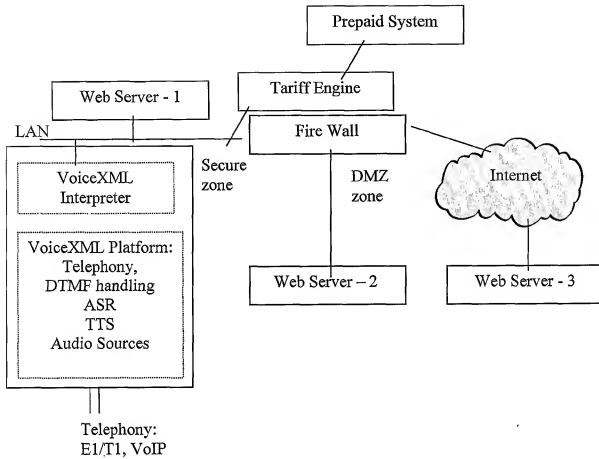 Prepaid System
Tariff Engine
Web Server - 1
LAN
Fire Wall
Secure
zone
DMZ
zone
Internet
VoiceXML
Interpreter
VoiceXML Platform:
Telephony,
DTMF handling
ASR
TTS
Audio Sources
Web Server – 2
Web Server - 3
Telephony:
E1/T1, VoIP